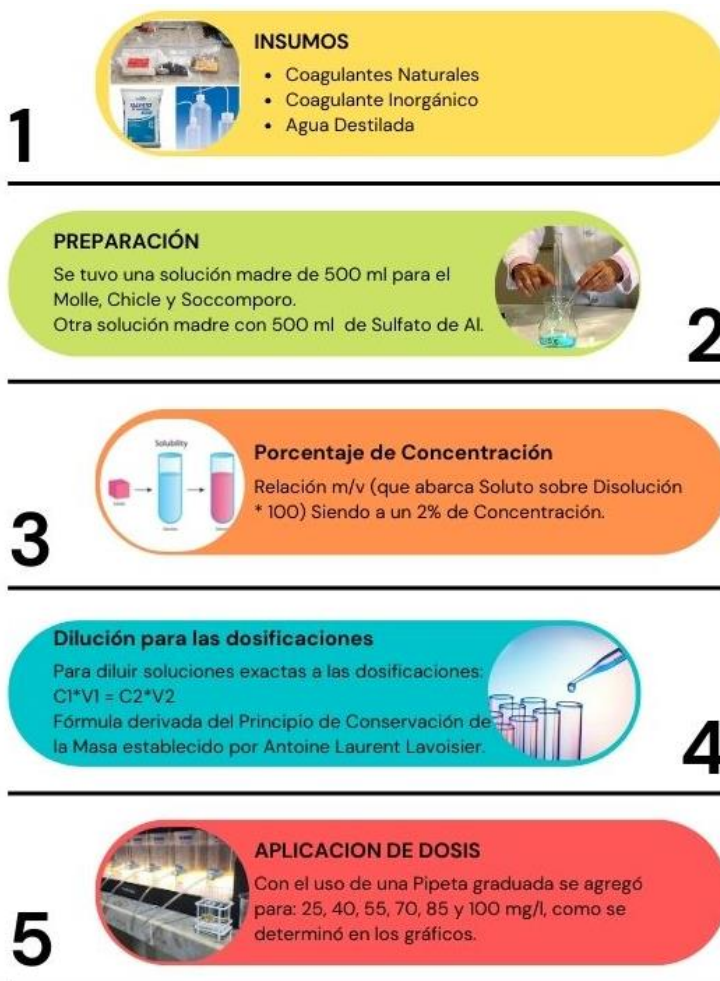 INSUMOS
• Coagulantes Naturales
• Coagulante Inorgánico
• Agua Destilada
1
PREPARACIÓN
Se tuvo una solución madre de 500 ml para el
Molle, Chicle y Soccomporo.
Otra solución madre con 500 ml de Sulfato de Al.
2
Solubility
Porcentaje de Concentración
Relación m/v (que abarca Soluto sobre Disolución
* 100) Siendo a un 2% de Concentración.
3
Dilución para las dosificaciones
Para diluir soluciones exactas a las dosificaciones:
C1*V1 = C2*V2
Fórmula derivada del Principio de Conservación de
la Masa establecido por Antoine Laurent Lavoisier.
4
APLICACION DE DOSIS
Con el uso de una Pipeta graduada se agregó
para: 25, 40, 55, 70, 85 y 100 mg/l, como se
determinó en los gráficos.
5